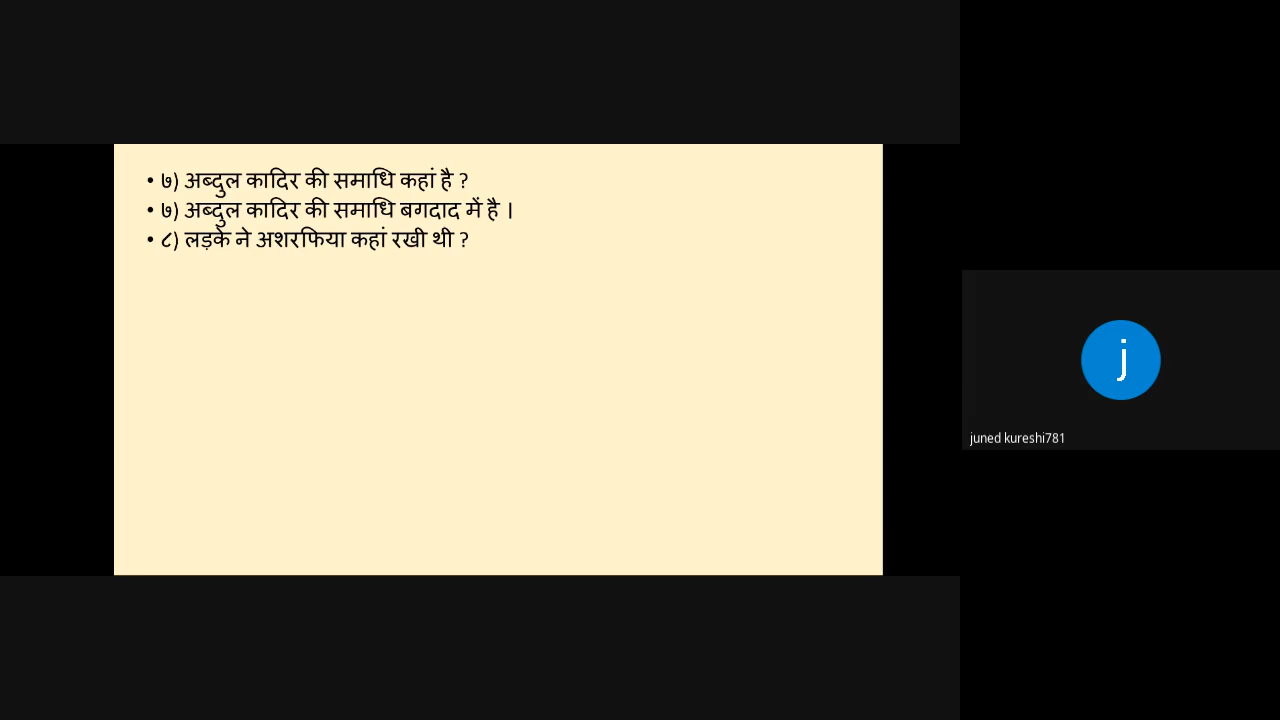 • ७) अब्दुल कादिर की समाधि कहां है ?
• ७) अब्दुल कादिर की समाधि बगदाद में है ।
• ८) लड़के ने अशरफिया कहां रखी थी ?
j
juned kureshi781